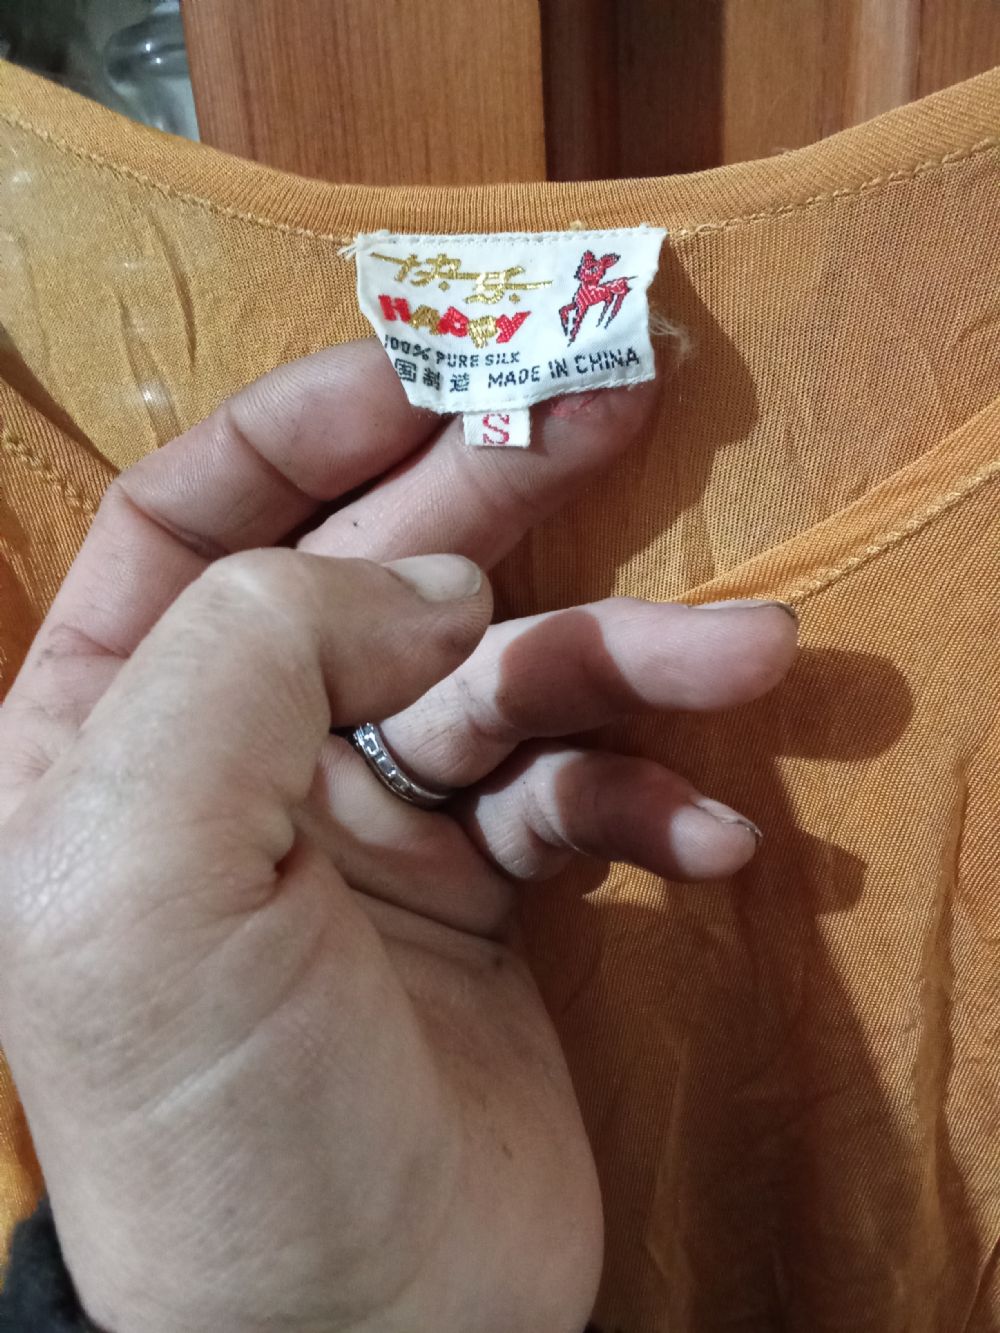 快乐
HAPPY
100% PURE SILK
国制造 MADE IN CHINA
S